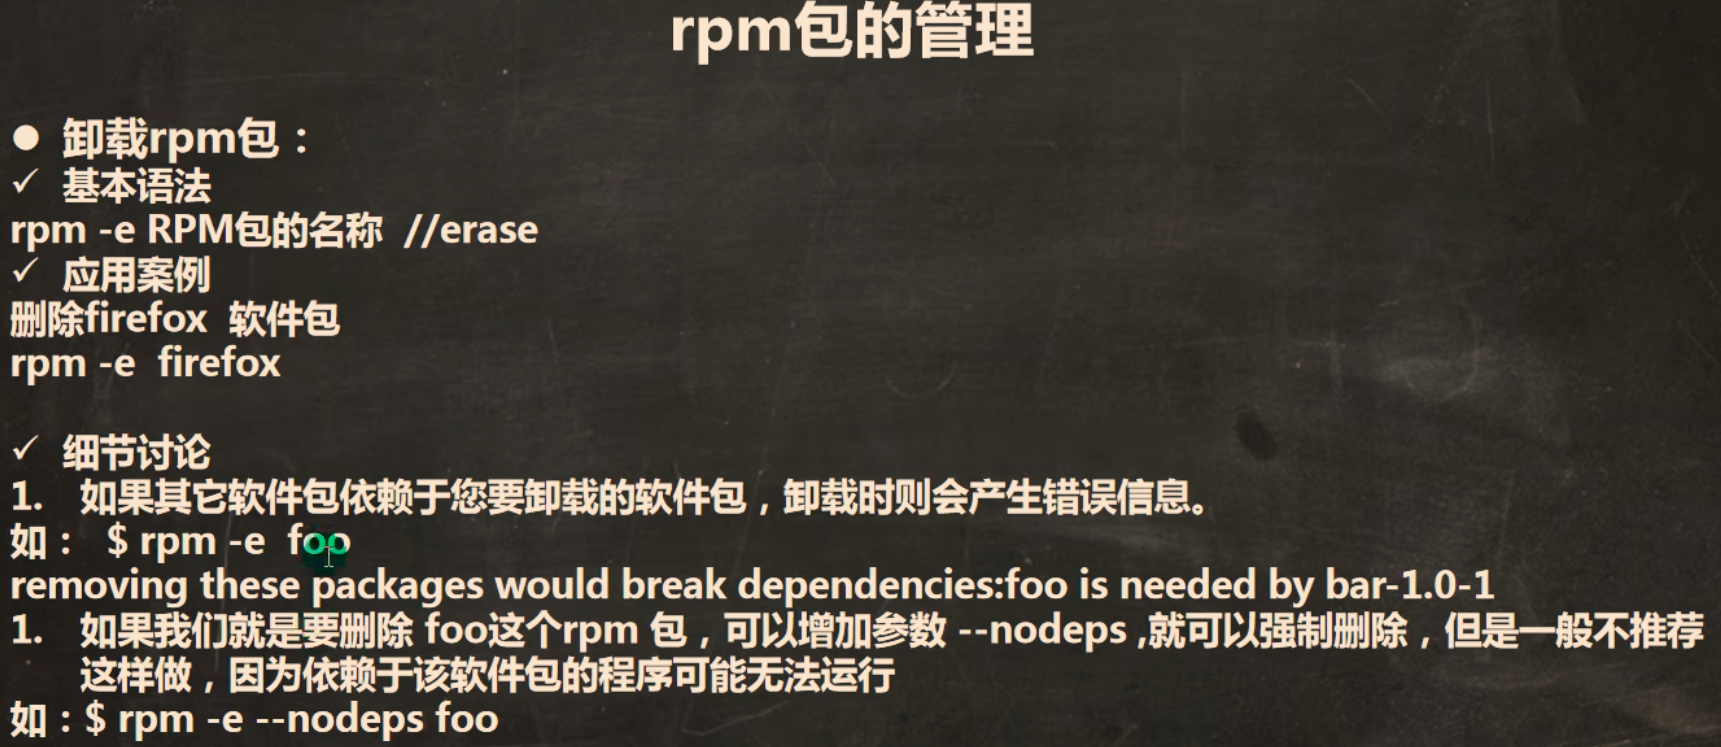 rpm包的管理
● 卸载rpm包：
✓ 基本语法
rpm -e RPM包的名称 //erase
✓ 应用案例
删除firefox 软件包
rpm -e firefox
✓ 细节讨论
1. 如果其它软件包依赖于您要卸载的软件包，卸载时则会产生错误信息。
如： $ rpm -e foo
removing these packages would break dependencies:foo is needed by bar-1.0-1
1. 如果我们就是要删除 foo这个rpm 包，可以增加参数 --nodeps ,就可以强制删除，但是一般不推荐
这样做，因为依赖于该软件包的程序可能无法运行
如：$ rpm -e --nodeps foo